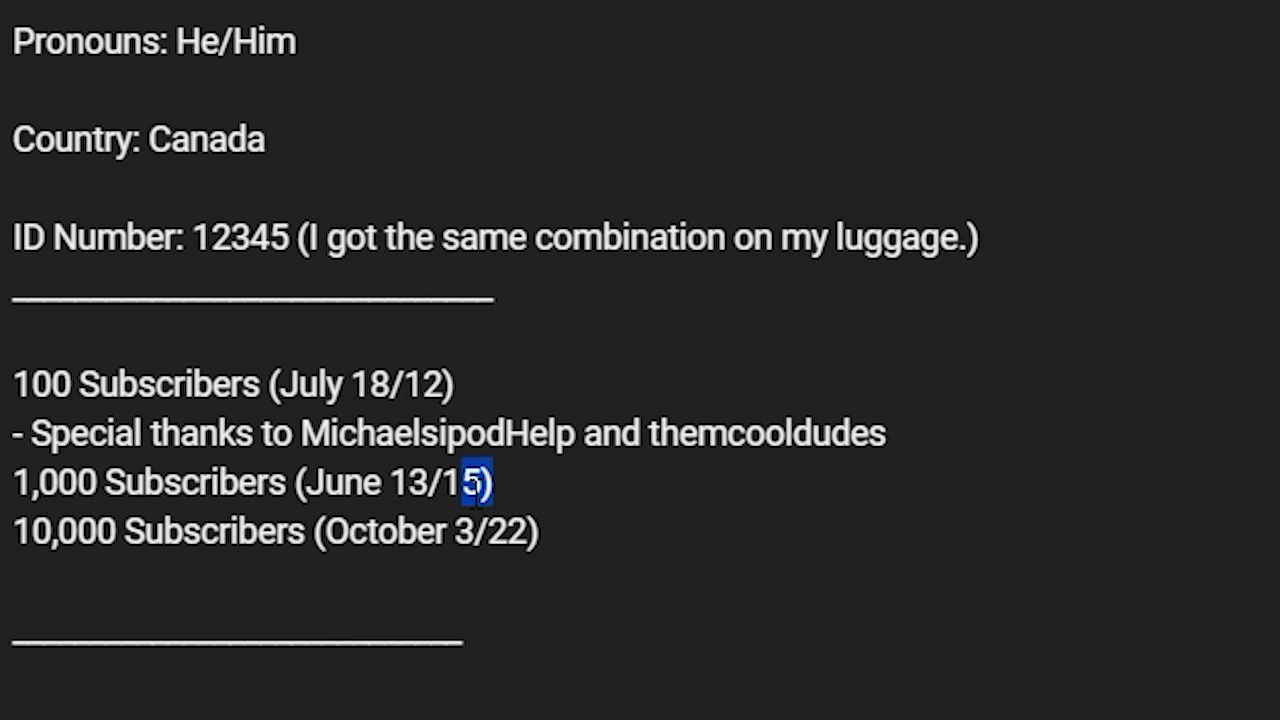 Pronouns: He/Him
Country: Canada
ID Number: 12345 (I got the same combination on my luggage.)
________________________________
100 Subscribers (July 18/12)
- Special thanks to MichaelsipodHelp and themcooldudes
1,000 Subscribers (June 13/15)
10,000 Subscribers (October 3/22)
______________________________